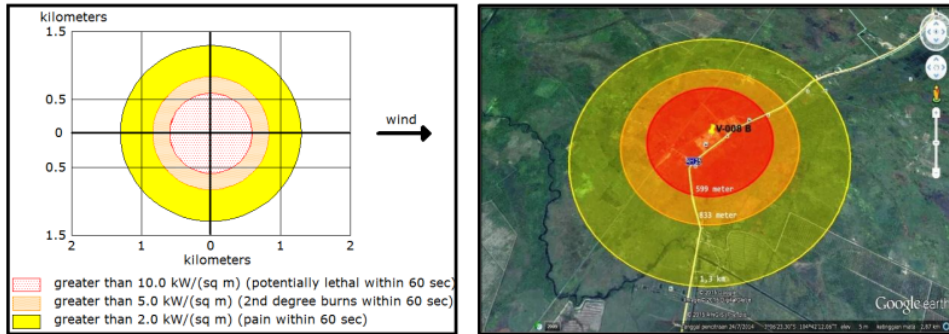 kilometers
1.5
0.5
0
0.5
1.5
wind
2
1
0
1
2
kilometers
greater than 10.0 kW/(sq m) (potentially lethal within 60 sec)
greater than 5.0 kW/(sq m) (2nd degree burns within 60 sec)
greater than 2.0 kW/(sq m) (pain within 60 sec)
V-008 B
599 meter
833 meter
1,3 km
Google earth